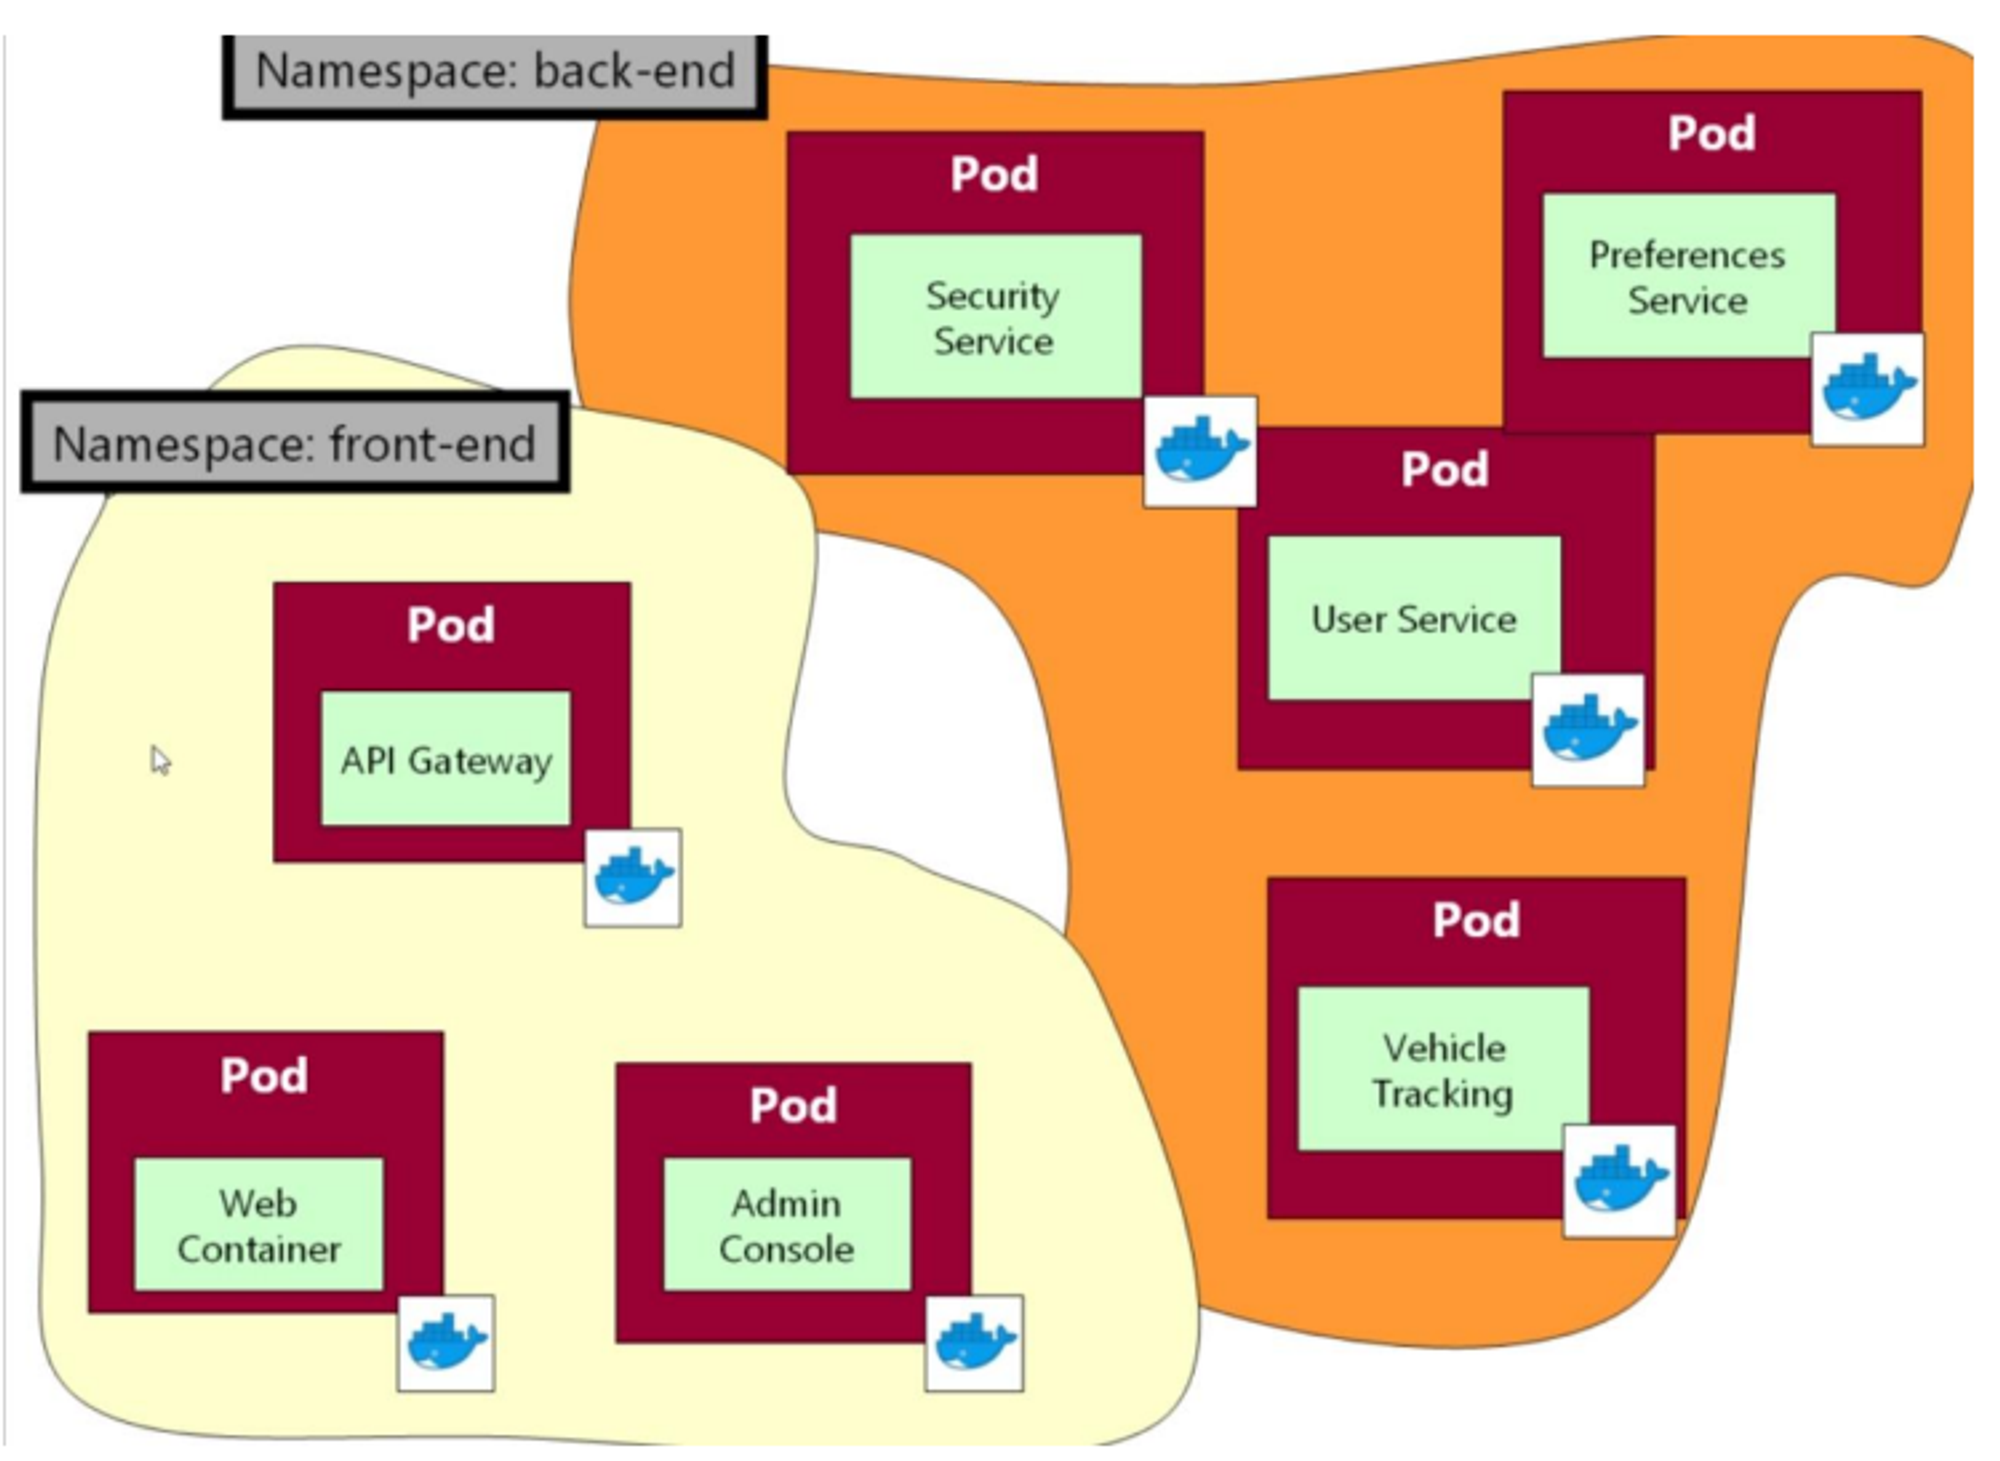 Namespace: back-end
Pod
Security
Service
Pod
Preferences
Service
Pod
User Service
Pod
Vehicle
Tracking
Namespace: front-end
Pod
API Gateway
Pod
Web
Container
Pod
Admin
Console